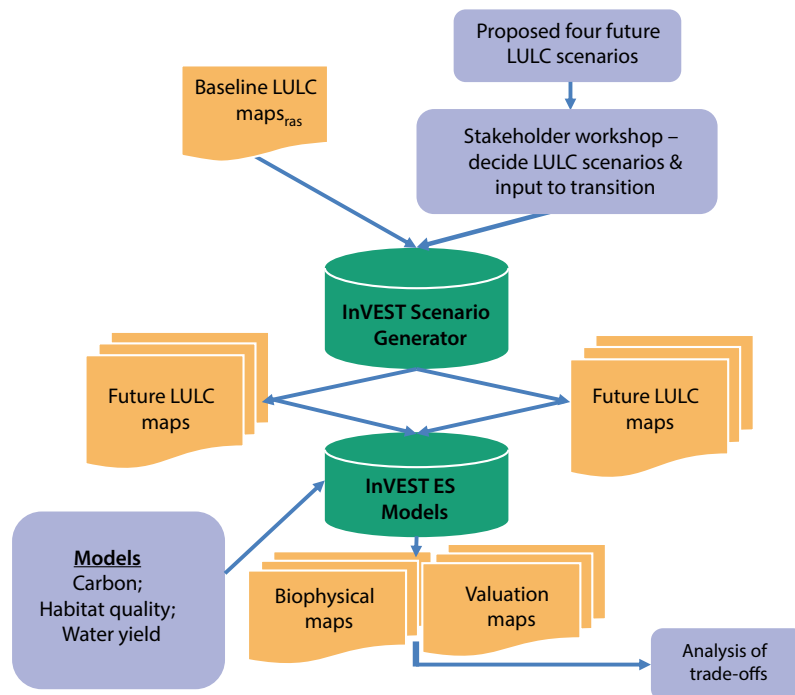 Proposed four future
LULC scenarios
Baseline LULC
maps_ras
Stakeholder workshop –
decide LULC scenarios &
input to transition
InVEST Scenario
Generator
Future LULC
maps
Future LULC
maps
InVEST ES
Models
Models
Carbon;
Habitat quality;
Water yield
Biophysical
maps
Valuation
maps
Analysis of
trade-offs